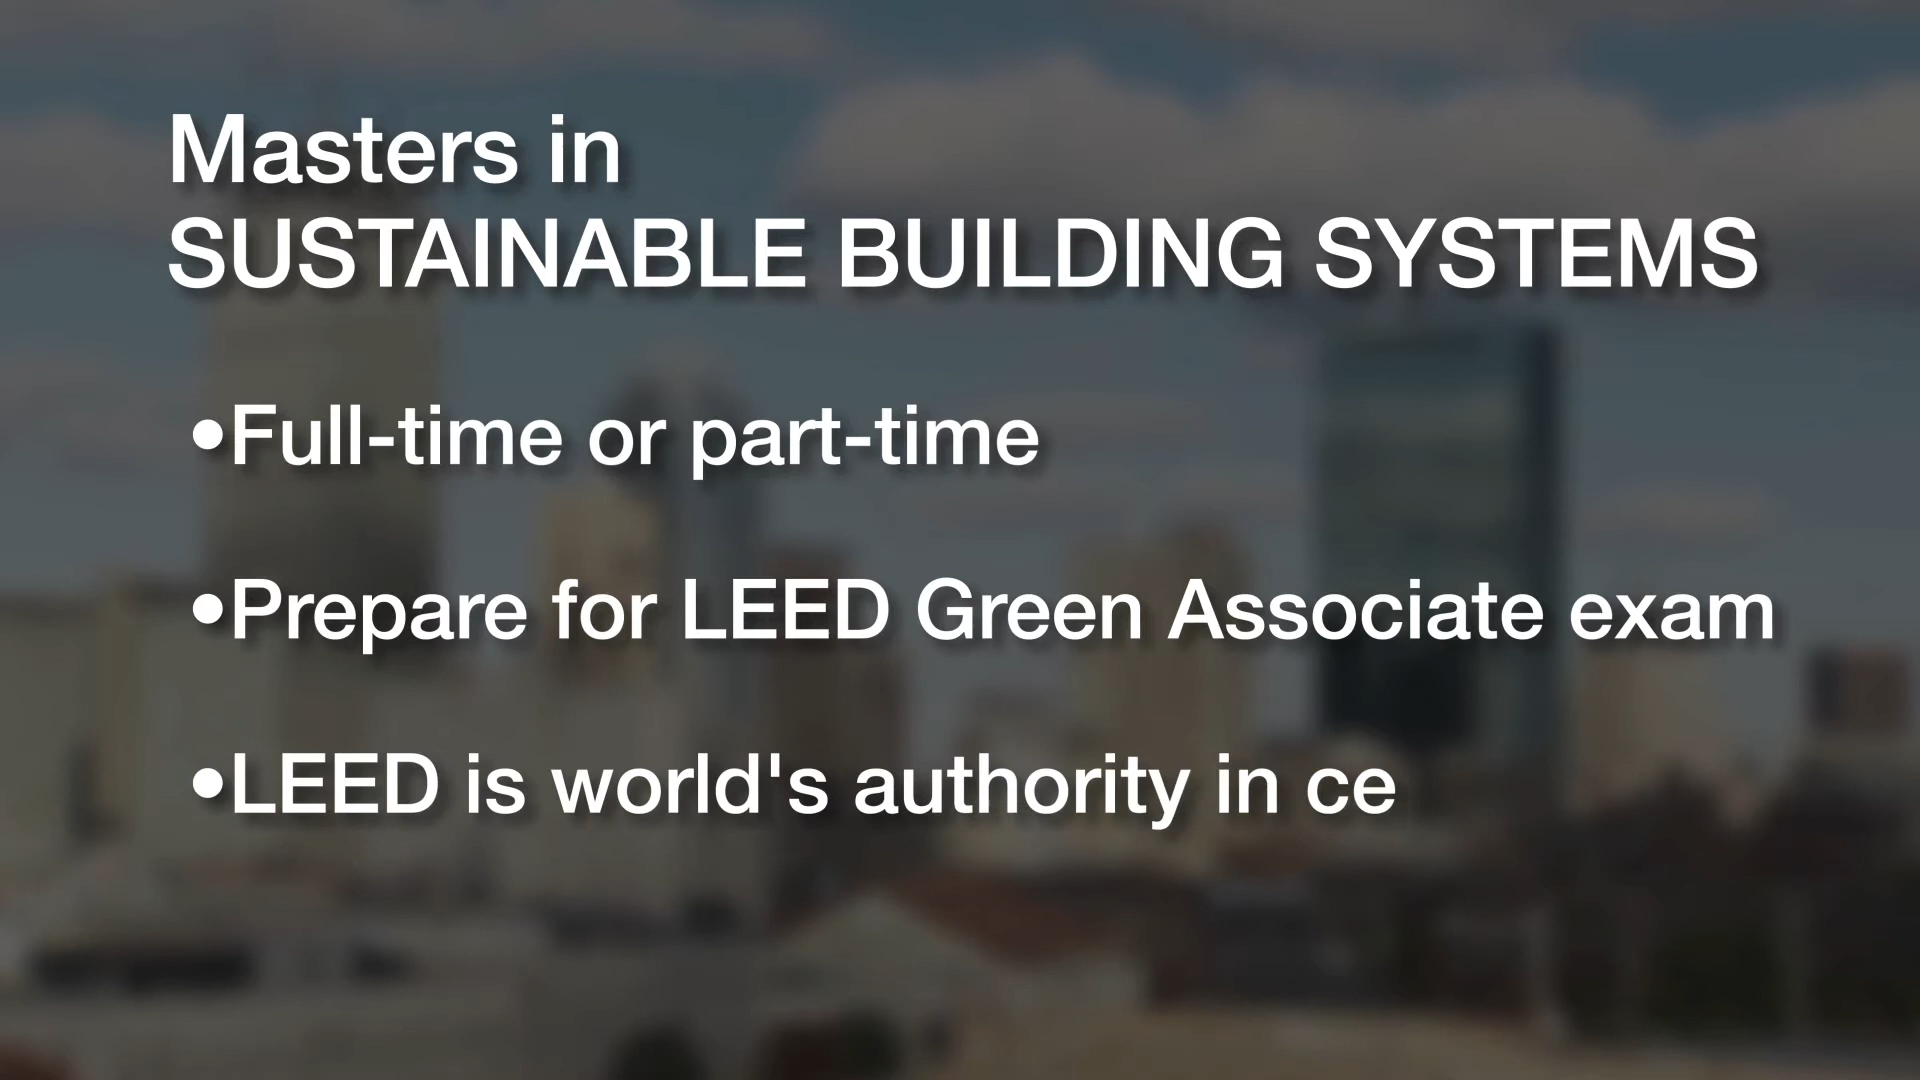 Masters in
SUSTAINABLE BUILDING SYSTEMS
•Full-time or part-time
•Prepare for LEED Green Associate exam
•LEED is world's authority in ce